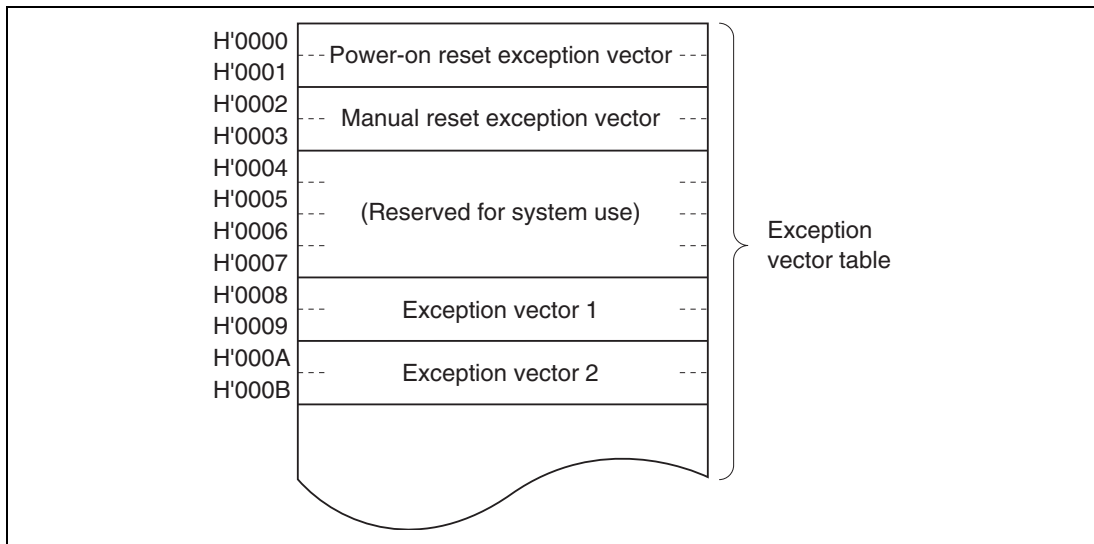 H'0000
Power-on reset exception vector
H'0001
H'0002
Manual reset exception vector
H'0003
H'0004
H'0005
(Reserved for system use)
H'0006
H'0007
H'0008
Exception vector 1
H'0009
H'000A
Exception vector 2
H'000B
Exception
vector table